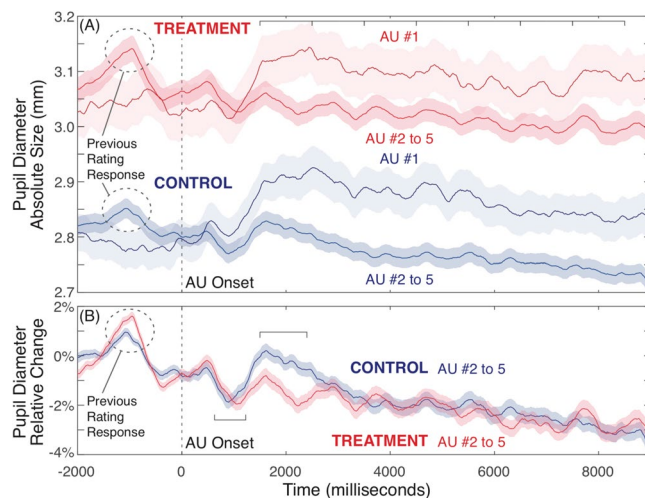 (A)
TREATMENT
AU #1
Previous
Rating
Response
AU #2 to 5
CONTROL
AU #1
AU Onset
AU #2 to 5
Pupil Diameter
Absolute Size (mm)
3.2
3.1
3.0
2.9
2.8
2.7
(B)
CONTROL AU #2 to 5
Previous
Rating
Response
AU Onset
TREATMENT AU #2 to 5
Pupil Diameter
Relative Change
2%
0%
-2%
-4%
-2000 0 2000 4000 6000 8000
Time (milliseconds)